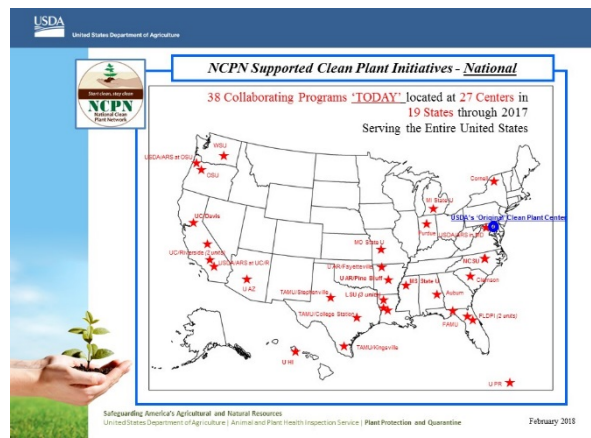 USDA
United States Department of Agriculture
NCPN Supported Clean Plant Initiatives - National
Start clean, stay clean
NCPN
National Clean
Plant Network
38 Collaborating Programs ‘TODAY’ located at 27 Centers in
19 States through 2017
Serving the Entire United States
WSU
USDA/ARS at OSU
OSU
Cornell
MI State U
USDA's 'Original Clean Plant Center'
Purdue
USDA/ARS in MD
UC/Davis
MO State U
NCSU
UC/Riverside (2 units)
USDA/ARS at UC/R
U AR/Fayetteville
U AR/Pine Bluff
MS State U
Clemson
U AZ
TAMU/Stephenville
LSU (3 units)
Auburn
TAMU/College Station
FAMU
FLDPI (2 units)
TAMU/Kingsville
U HI
U PR
Safeguarding America's Agricultural and Natural Resources
United States Department of Agriculture | Animal and Plant Health Inspection Service | Plant Protection and Quarantine
February 2018